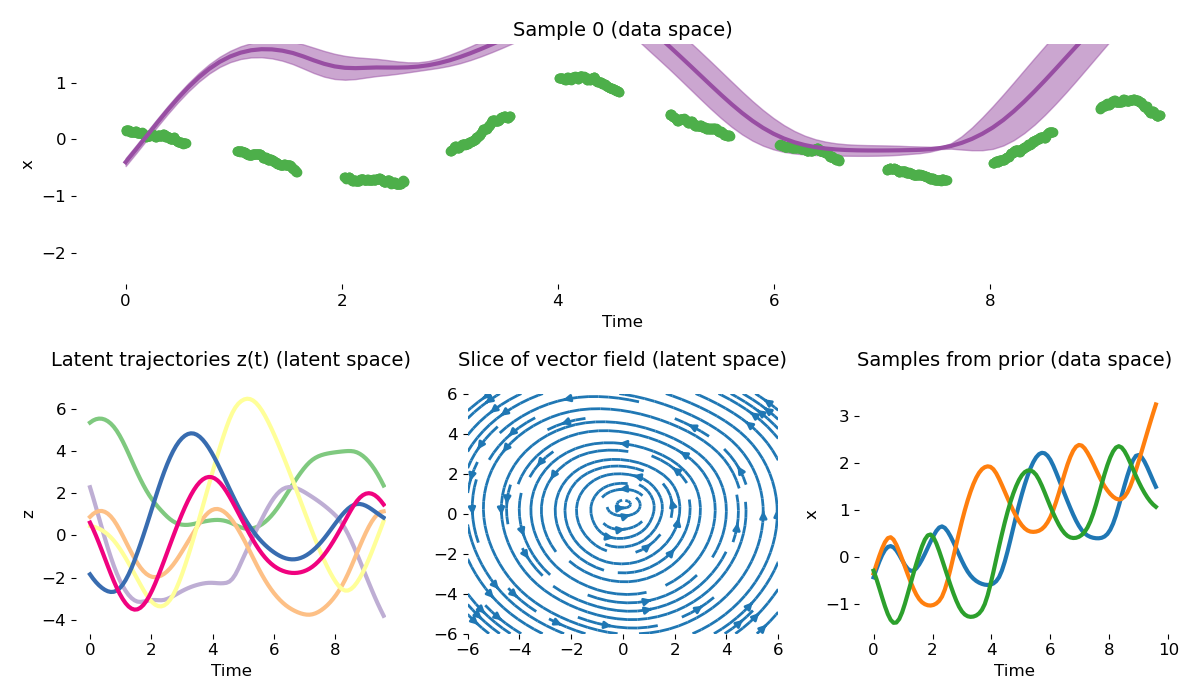 Sample 0 (data space)
1
0
−1
−2
x
0 2 4 6 8
Time
Latent trajectories z(t) (latent space)
6
4
2
0
−2
−4
z
0 2 4 6 8
Time
Slice of vector field (latent space)
6
4
2
0
−2
−4
−6
−6 −4 −2 0 2 4 6
Samples from prior (data space)
3
2
1
0
−1
x
0 2 4 6 8 10
Time